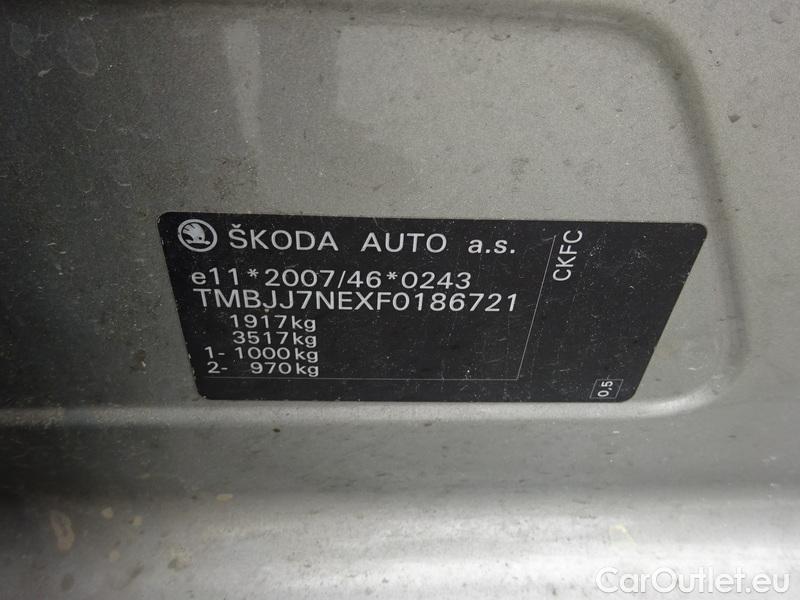 ŠKODA AUTO a.s.
e11*2007/46*0243
TMBJJ7NEXF0186721
1917kg
3517kg
1- 1000kg
2- 970kg
CKFC
0,5
CarOutlet.eu